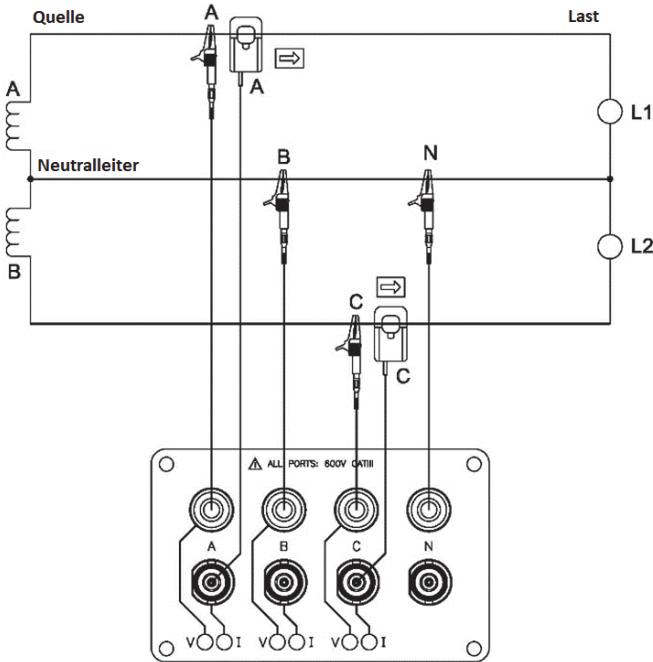 Quelle
Last
A
A
A
L1
Neutralleiter
B
N
L2
B
C
C
⚠ ALL PORTS: 600V CATIII
A B C N
V I V I V I